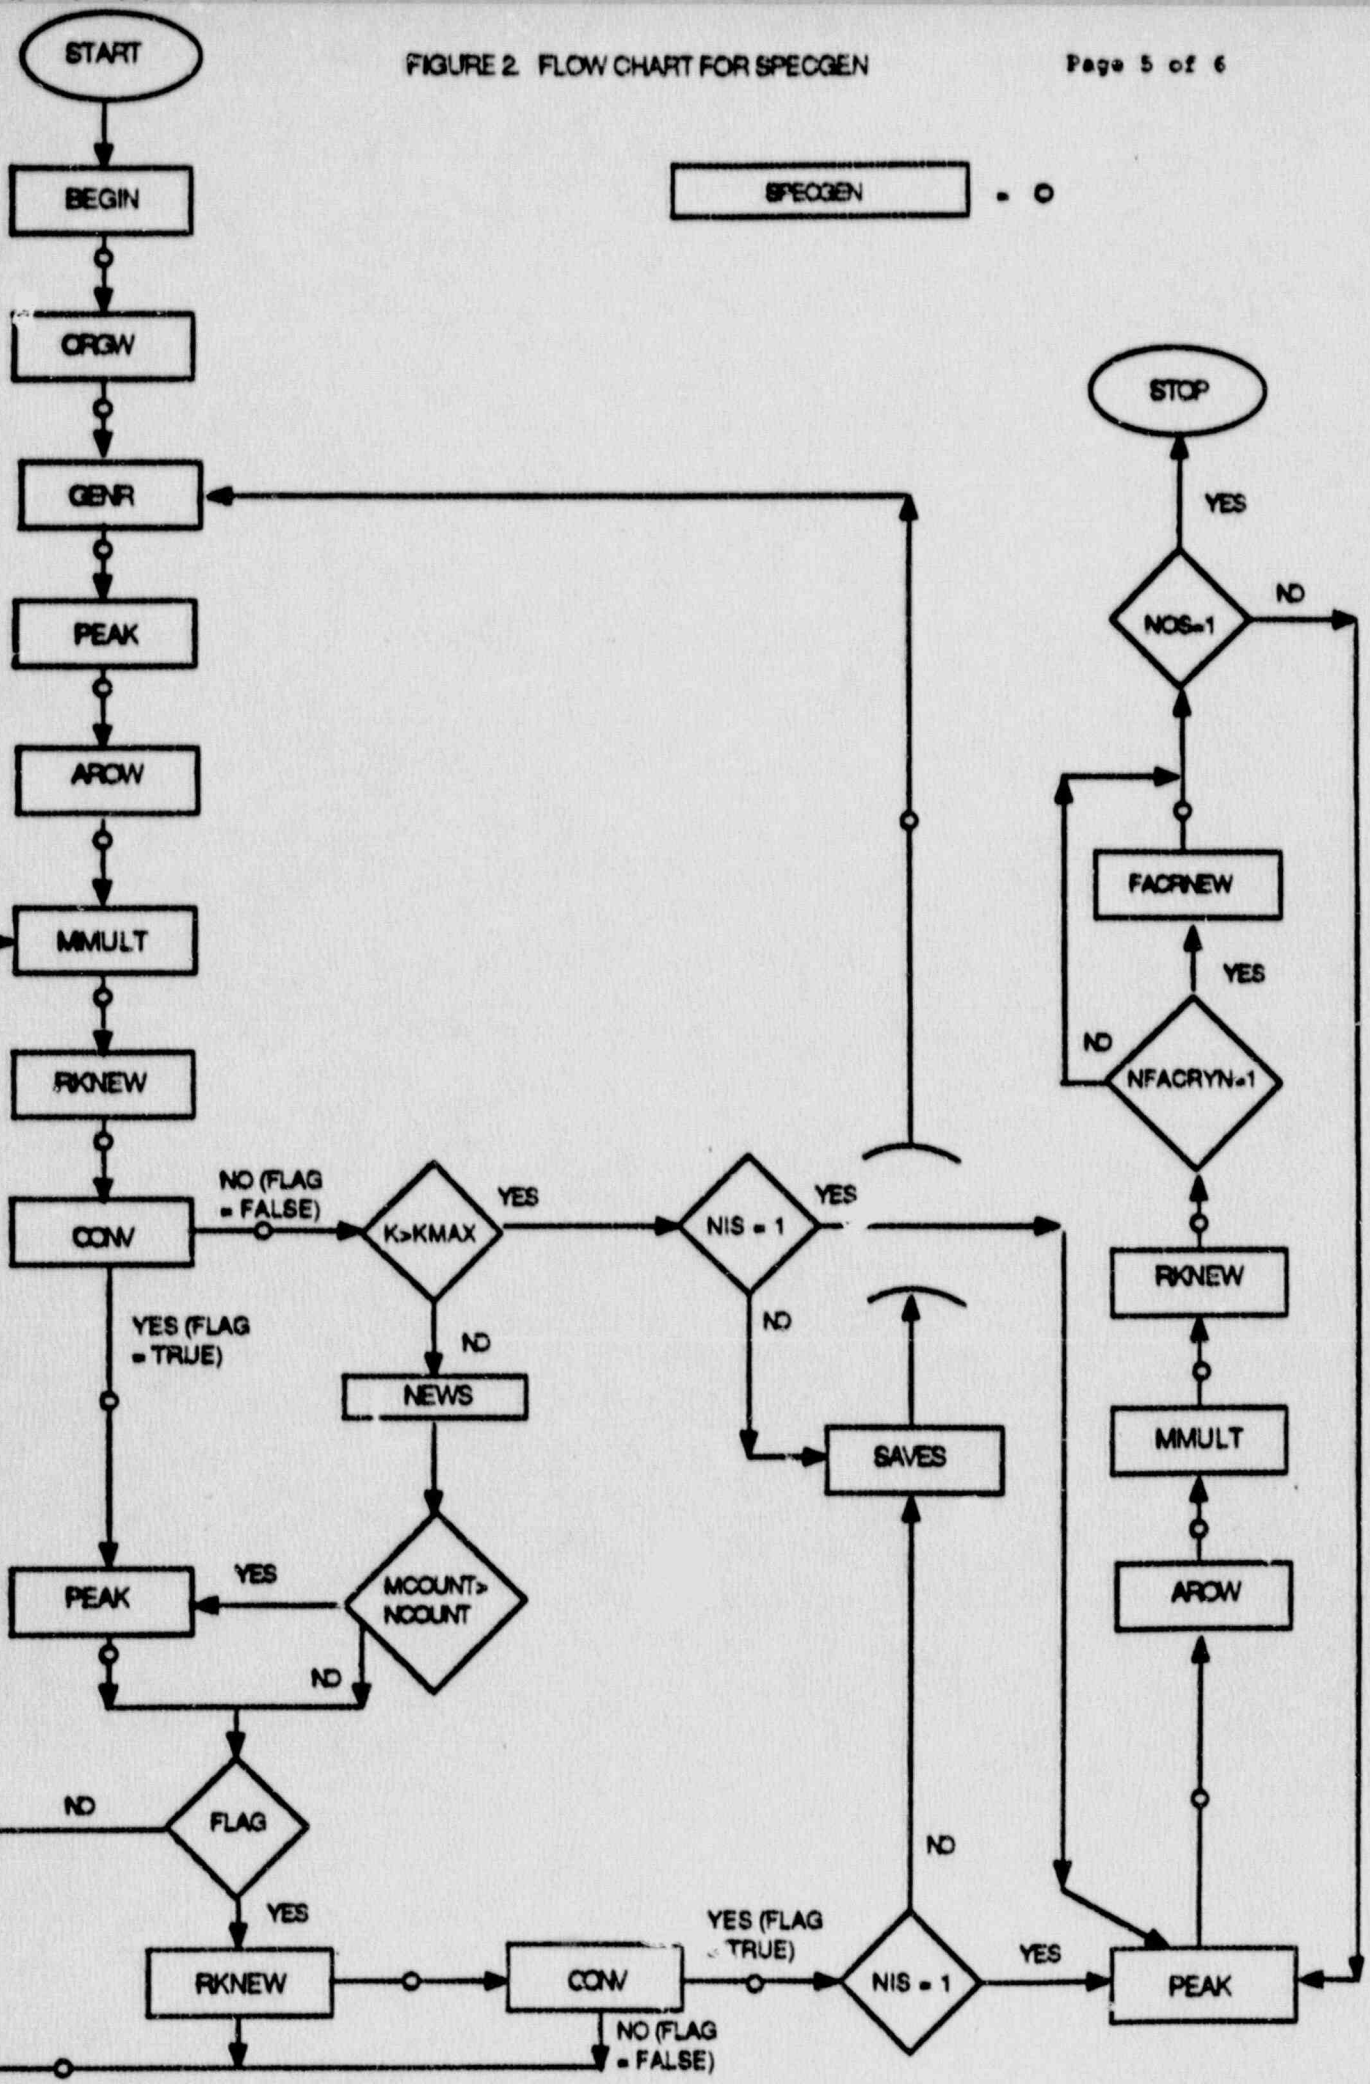 START
FIGURE 2. FLOW CHART FOR SPECGEN
Page 5 of 6
BEGIN
SPECGEN
= O
ORGW
STOP
GENR
YES
PEAK
NOS=1
NO
AROW
FACRNEW
MMULT
YES
NO
RKNEW
NFACRYN=1
NO (FLAG
= FALSE)
YES
YES
CONV
K>KMAX
NIS = 1
RKNEW
YES (FLAG
= TRUE)
NO
NO
NEWS
MMULT
SAVES
PEAK
YES
MCOUNT>
NCOUNT
AROW
NO
NO
FLAG
NO
YES
YES (FLAG
= TRUE)
YES
RKNEW
CONV
NIS = 1
PEAK
NO (FLAG
= FALSE)